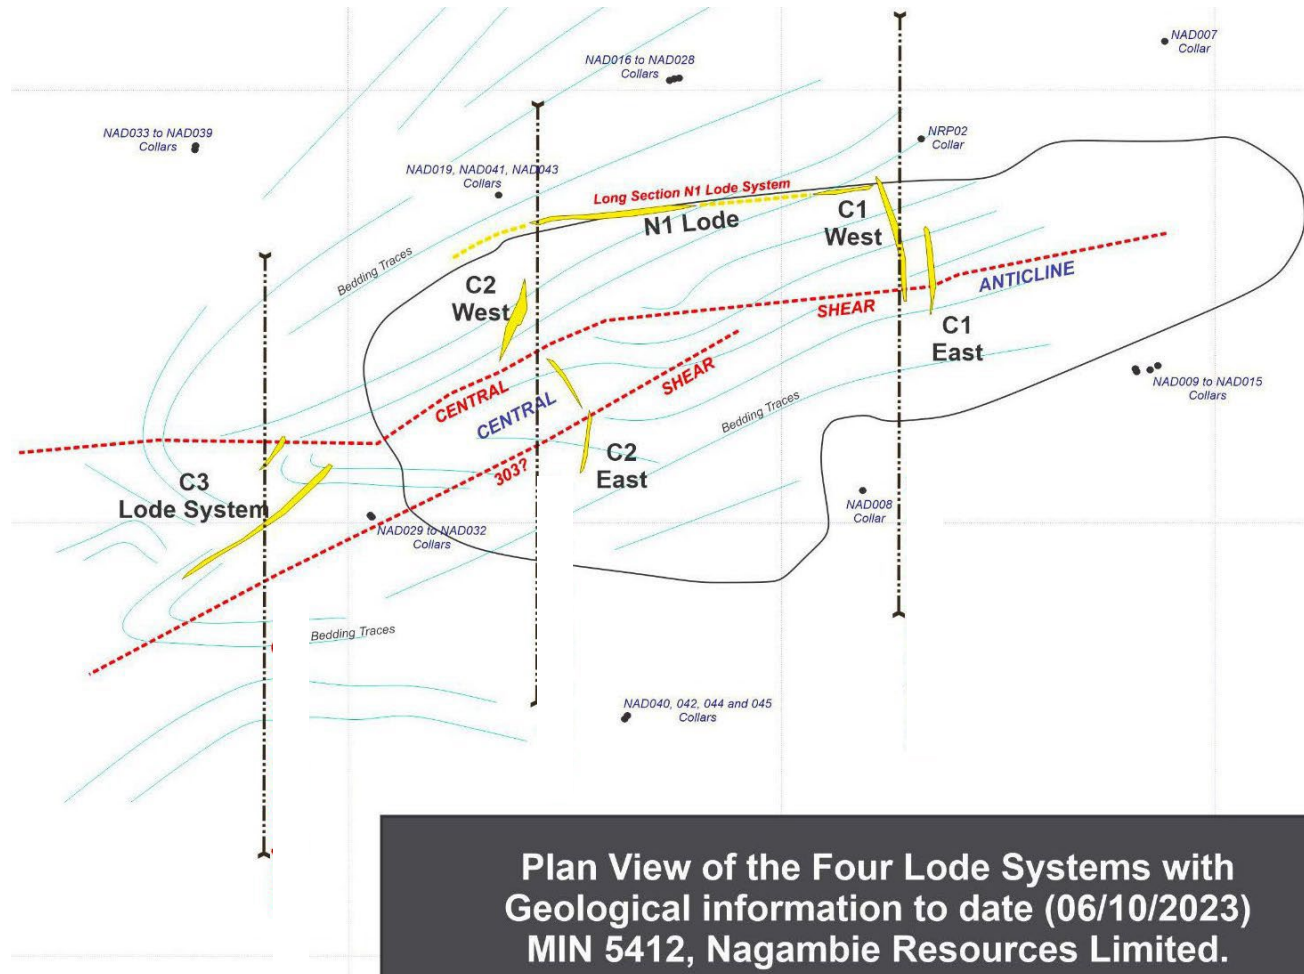 NAD007
Collar
NAD016 to NAD028
Collars
NAD033 to NAD039
Collars
NRP02
Collar
NAD019, NAD041, NAD043
Collars
Long Section N1 Lode System
N1 Lode
C1
West
Bedding Traces
C2
West
ANTICLINE
SHEAR
C1
East
SHEAR
CENTRAL
CENTRAL
NAD009 to NAD015
Collars
Bedding Traces
303?
C2
East
C3
Lode System
NAD008
Collar
NAD029 to NAD032
Collars
Bedding Traces
NAD040, 042, 044 and 045
Collars
Plan View of the Four Lode Systems with
Geological information to date (06/10/2023)
MIN 5412, Nagambie Resources Limited.